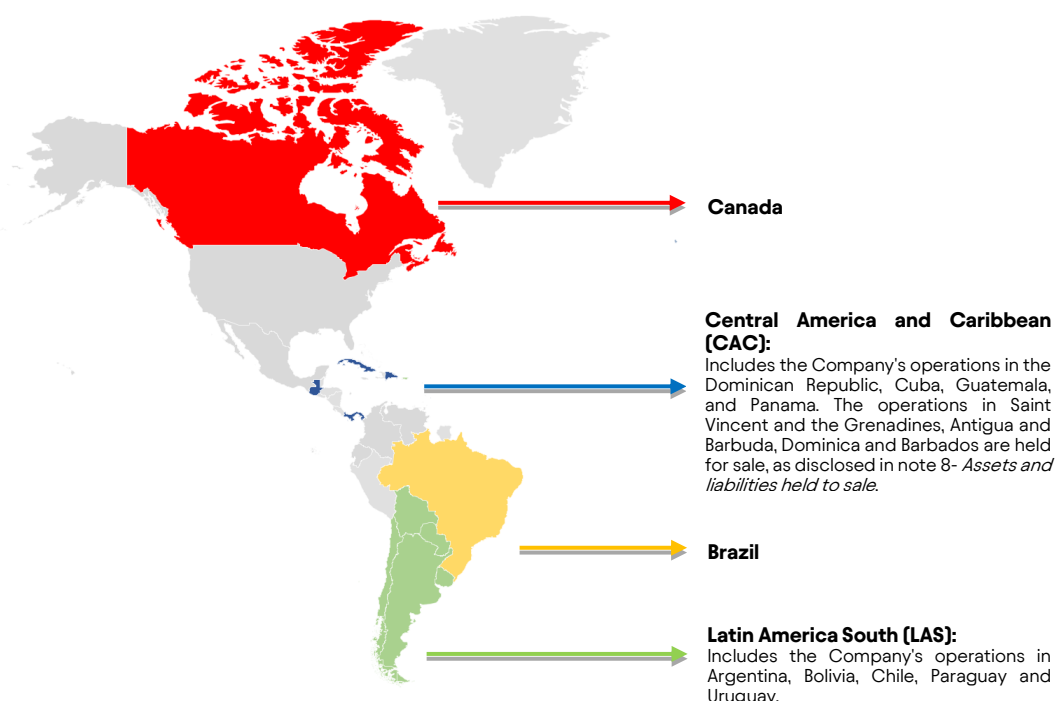 Canada
Central America and Caribbean
(CAC):
Includes the Company's operations in the
Dominican Republic, Cuba, Guatemala,
and Panama. The operations in Saint
Vincent and the Grenadines, Antigua and
Barbuda, Dominica and Barbados are held
for sale, as disclosed in note 8- Assets and
liabilities held to sale.
Brazil
Latin America South (LAS):
Includes the Company's operations in
Argentina, Bolivia, Chile, Paraguay and
Uruguay.